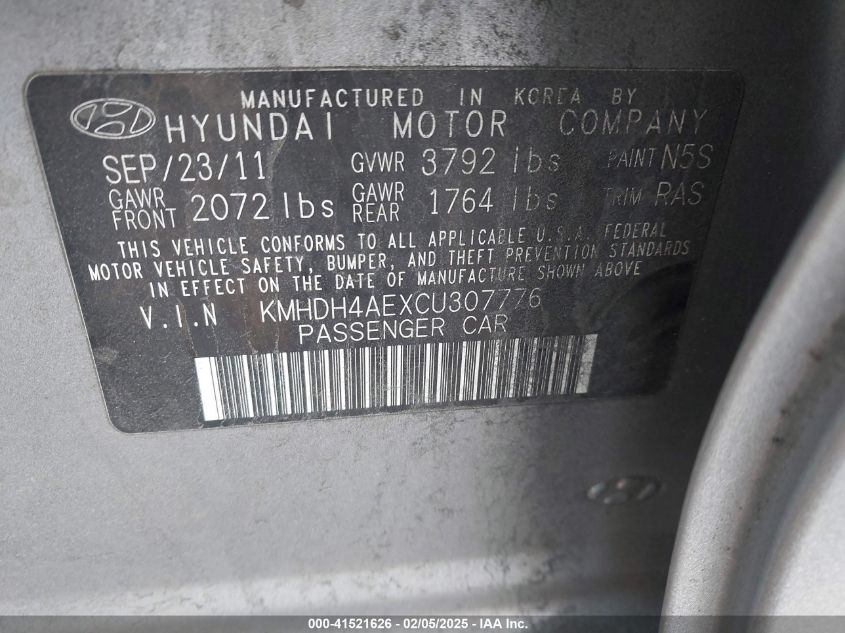 MANUFACTURED IN KOREA BY
HYUNDAI MOTOR COMPANY
SEP/23/11 GVWR 3792 lbs PAINT N5S
GAWR FRONT 2072 lbs GAWR REAR 1764 lbs TRIM RAS
THIS VEHICLE CONFORMS TO ALL APPLICABLE U.S.A. FEDERAL
MOTOR VEHICLE SAFETY, BUMPER, AND THEFT PREVENTION STANDARDS
IN EFFECT ON THE DATE OF MANUFACTURE SHOWN ABOVE
V.I.N KMHDH4AEXCU307776
PASSENGER CAR
000-41521626 - 02/05/2025 - IAA Inc.